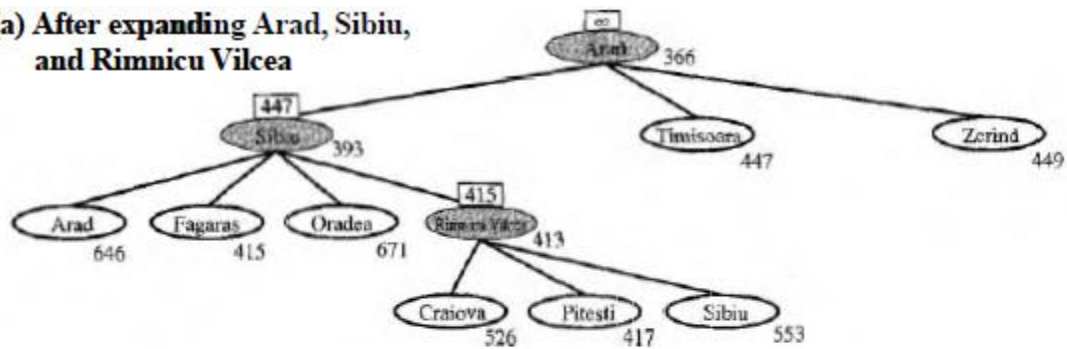 a) After expanding Arad, Sibiu,
and Rimnicu Vilcea
∞
Arad 366
447
Sibiu 393
Timisoara 447
Zerind 449
Arad 646
Fagaras 415
Oradea 671
415
Rimnicu Vilcea 413
Craiova 526
Pitesti 417
Sibiu 553